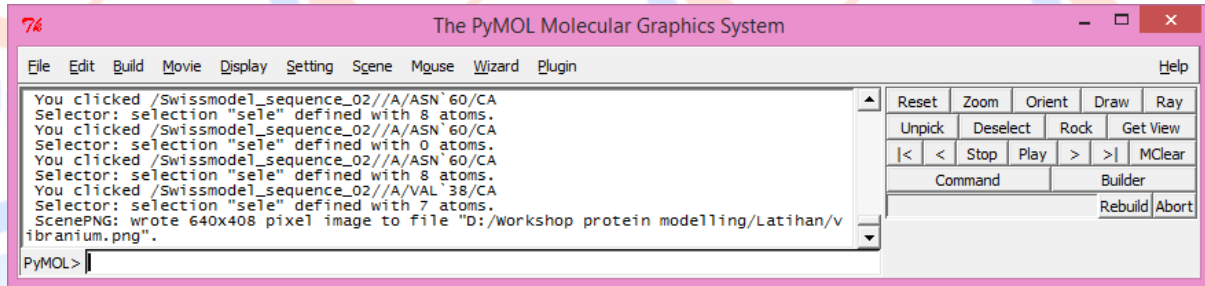 The PyMOL Molecular Graphics System
File Edit Build Movie Display Setting Scene Mouse Wizard Plugin Help
You clicked /Swissmodel_sequence_02//A/ASN`60/CA
Selector: selection "sele" defined with 8 atoms.
You clicked /Swissmodel_sequence_02//A/ASN`60/CA
Selector: selection "sele" defined with 0 atoms.
You clicked /Swissmodel_sequence_02//A/ASN`60/CA
Selector: selection "sele" defined with 8 atoms.
You clicked /Swissmodel_sequence_02//A/VAL`38/CA
Selector: selection "sele" defined with 7 atoms.
ScenePNG: wrote 640x408 pixel image to file "D:/Workshop protein modelling/Latihan/v
ibranium.png".
PyMOL>
Reset Zoom Orient Draw Ray
Unpick Deselect Rock Get View
|< < Stop Play > >| MClear
Command Builder
Rebuild Abort